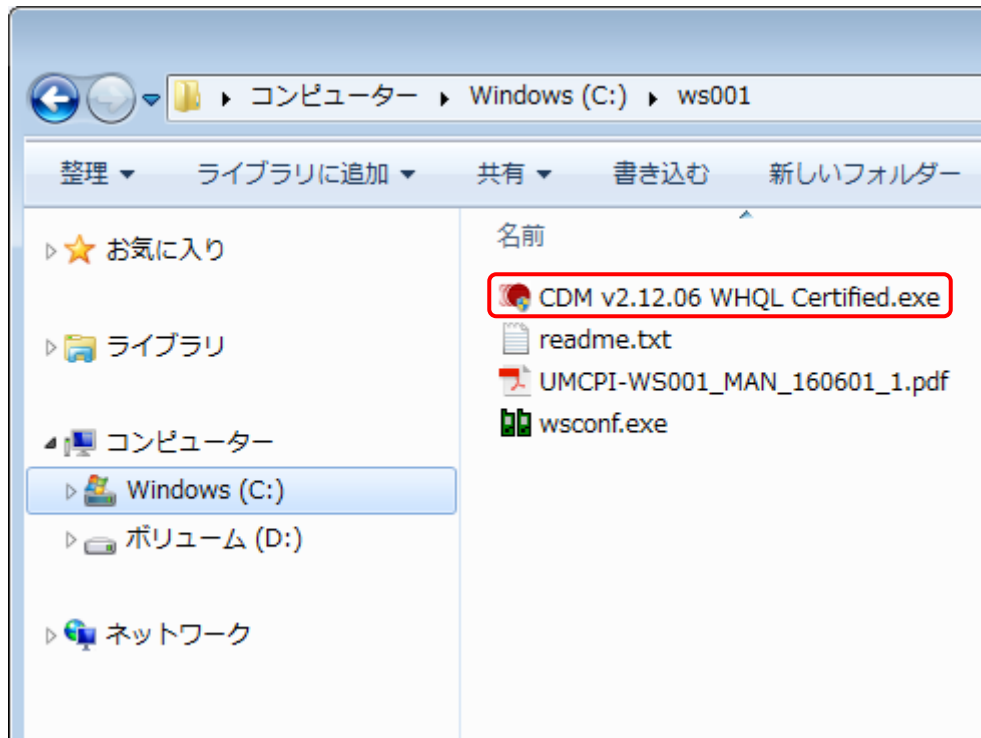 コンピューター Windows (C:) ws001
整理 ライブラリに追加 共有 書き込む 新しいフォルダー
お気に入り
ライブラリ
コンピューター
Windows (C:)
ボリューム (D:)
ネットワーク
名前
CDM v2.12.06 WHQL Certified.exe
readme.txt
UMCPI-WS001_MAN_160601_1.pdf
wsconf.exe